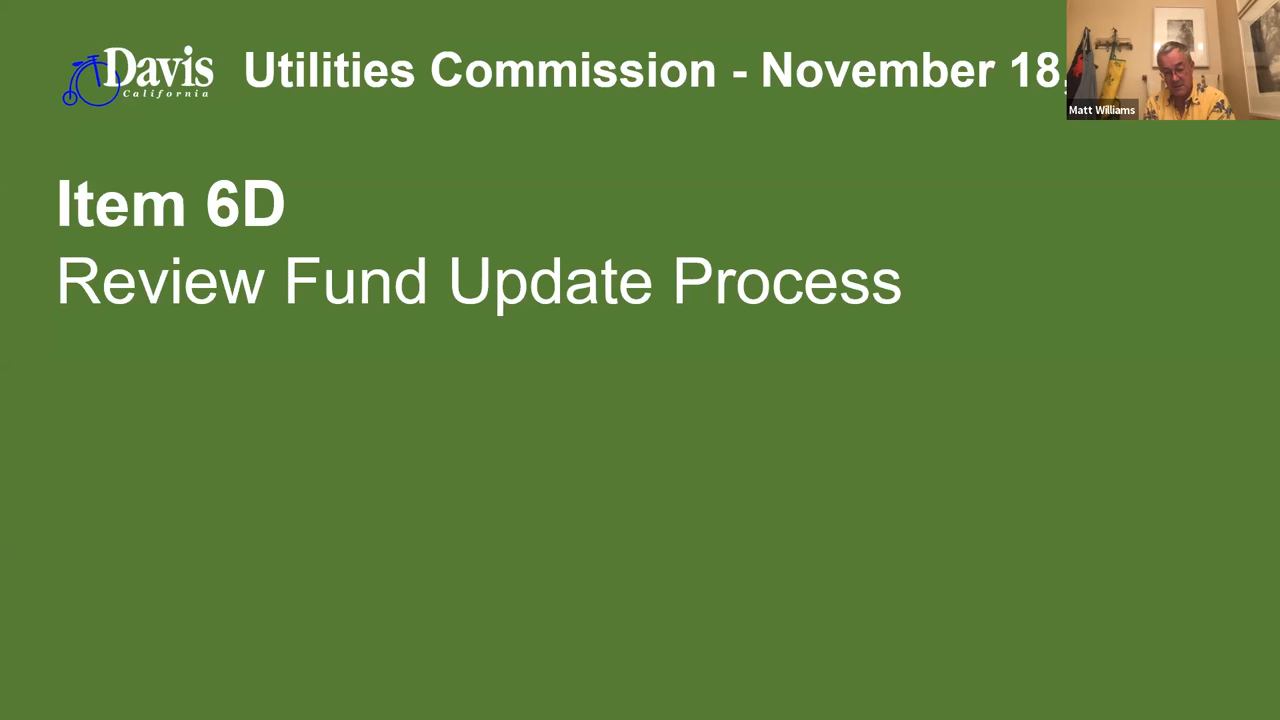 Davis
California
Utilities Commission - November 18,
Matt Williams
Item 6D
Review Fund Update Process